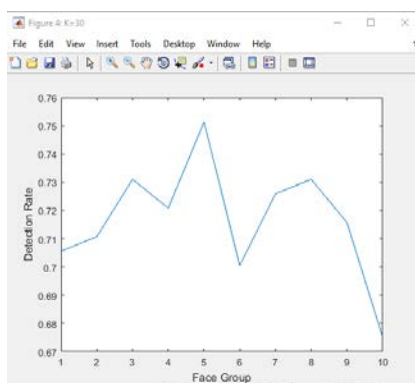 Figure 4: K=30
File Edit View Insert Tools Desktop Window Help
0.76
0.75
0.74
0.73
0.72
0.71
0.7
0.69
0.68
0.67
1 2 3 4 5 6 7 8 9 10
Detection Rate
Face Group